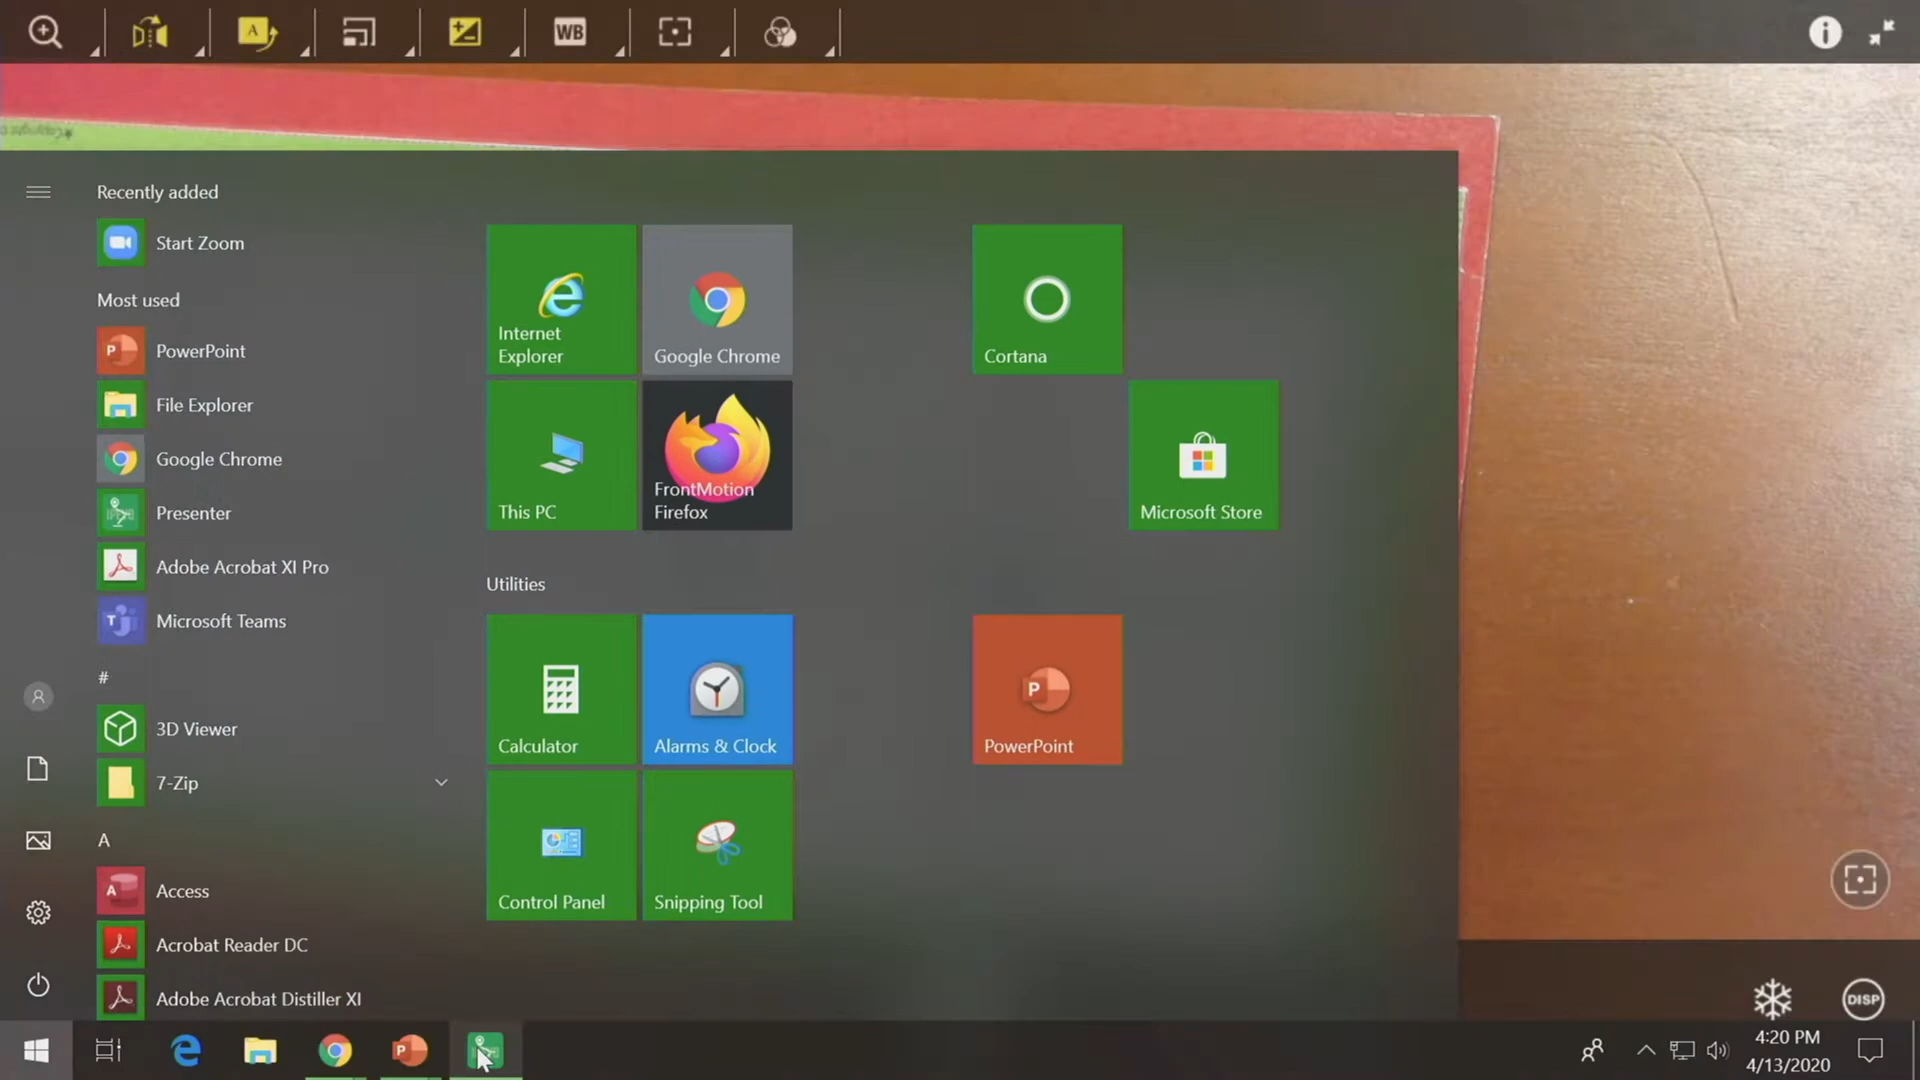 A
WB
Recently added
Start Zoom
Most used
P
PowerPoint
File Explorer
Google Chrome
Presenter
Adobe Acrobat XI Pro
T
Microsoft Teams
#
3D Viewer
7-Zip
A
A
Access
Acrobat Reader DC
Adobe Acrobat Distiller XI
Internet
Explorer
Google Chrome
This PC
FrontMotion
Firefox
Cortana
Microsoft Store
Utilities
Calculator
Alarms & Clock
P
PowerPoint
Control Panel
Snipping Tool
DISP
P
4:20 PM
4/13/2020